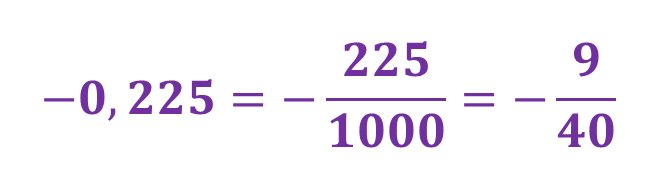 −0,225 = −225/1000 = −9/40